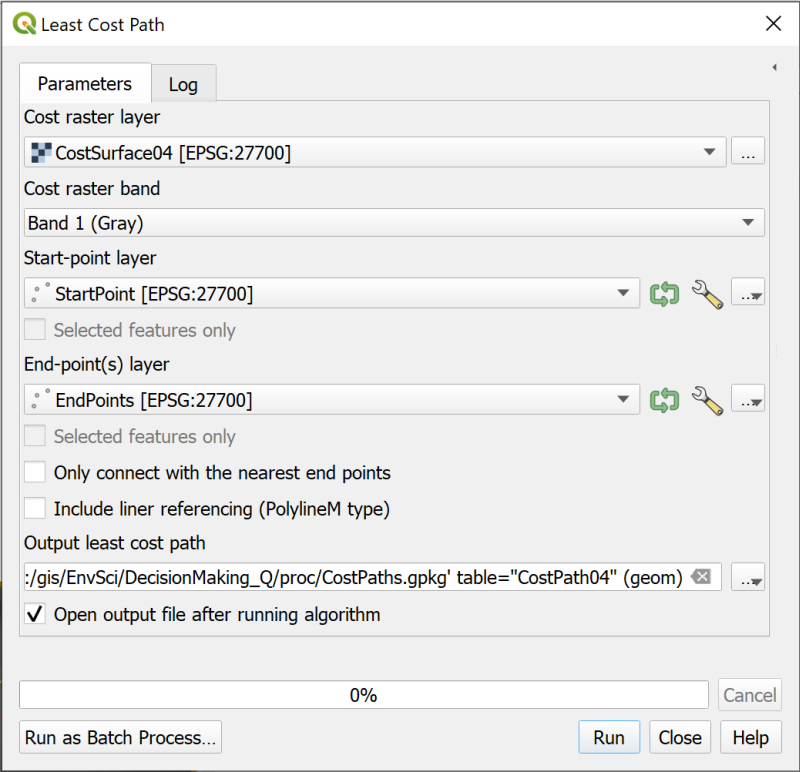 Least Cost Path
Parameters
Log
Cost raster layer
CostSurface04 [EPSG:27700]
...
Cost raster band
Band 1 (Gray)
Start-point layer
StartPoint [EPSG:27700]
...
Selected features only
End-point(s) layer
EndPoints [EPSG:27700]
...
Selected features only
Only connect with the nearest end points
Include liner referencing (PolylineM type)
Output least cost path
:/gis/EnvSci/DecisionMaking_Q/proc/CostPaths.gpkg' table="CostPath04" (geom)
...
Open output file after running algorithm
0%
Cancel
Run as Batch Process...
Run
Close
Help